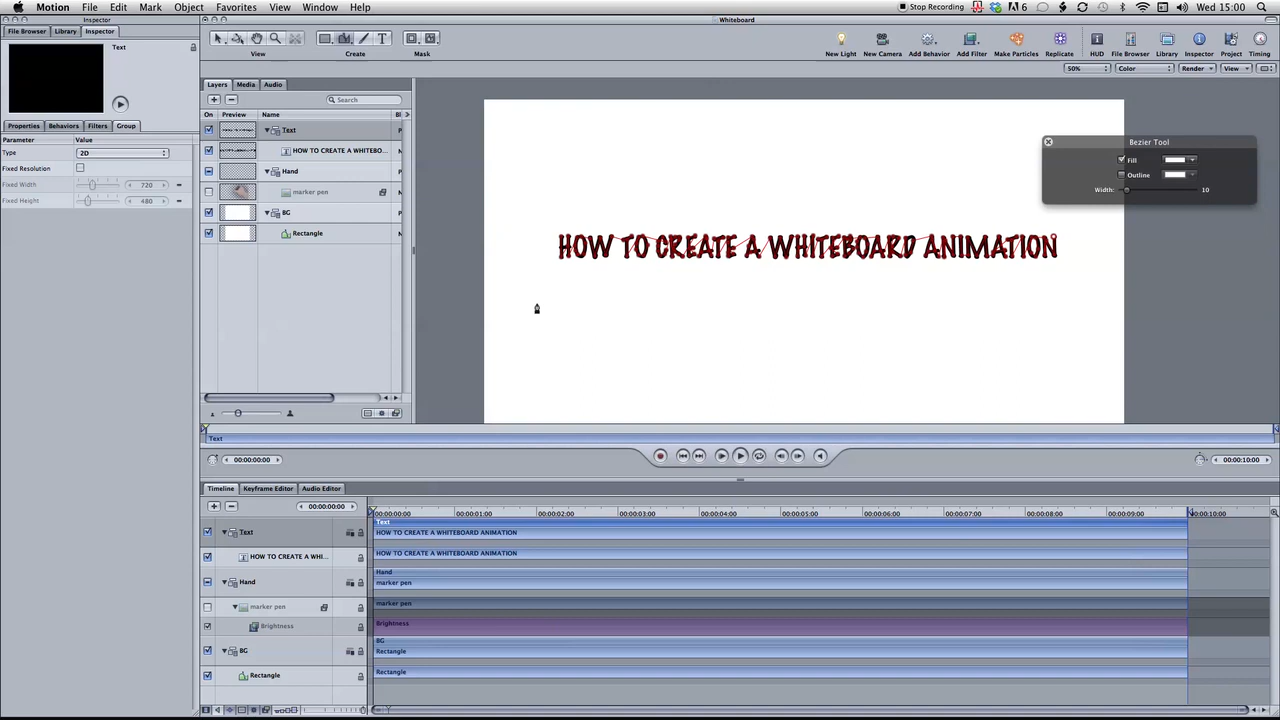 Motion File Edit Mark Object Favorites View Window Help
Stop Recording 6 Wed 15:00
Inspector Whiteboard
File Browser Library Inspector
Text
View Create Mask
New Light New Camera Add Behavior Add Filter Make Particles Replicate HUD File Browser Library Inspector Project Timing
50% Color Render View
Layers Media Audio
Search
On Preview Name
Properties Behaviors Filters Group
Parameter Value
Type 2D
Fixed Resolution
Fixed Width 720
Fixed Height 480
Text
HOW TO CREATE A WHITEBO...
Hand
marker pen
BG
Rectangle
Bezier Tool
Fill
Outline
Width: 10
HOW TO CREATE A WHITEBOARD ANIMATION
Text
00:00:00:00 00:00:10:00
Timeline Keyframe Editor Audio Editor
00:00:00:00
00:00:00:00 00:00:01:00 00:00:02:00 00:00:03:00 00:00:04:00 00:00:05:00 00:00:06:00 00:00:07:00 00:00:08:00 00:00:09:00 00:00:10:00
Text
Text HOW TO CREATE A WHITEBOARD ANIMATION
HOW TO CREATE A WHI... HOW TO CREATE A WHITEBOARD ANIMATION
Hand
Hand marker pen
marker pen marker pen
Brightness Brightness
BG
BG Rectangle
Rectangle Rectangle